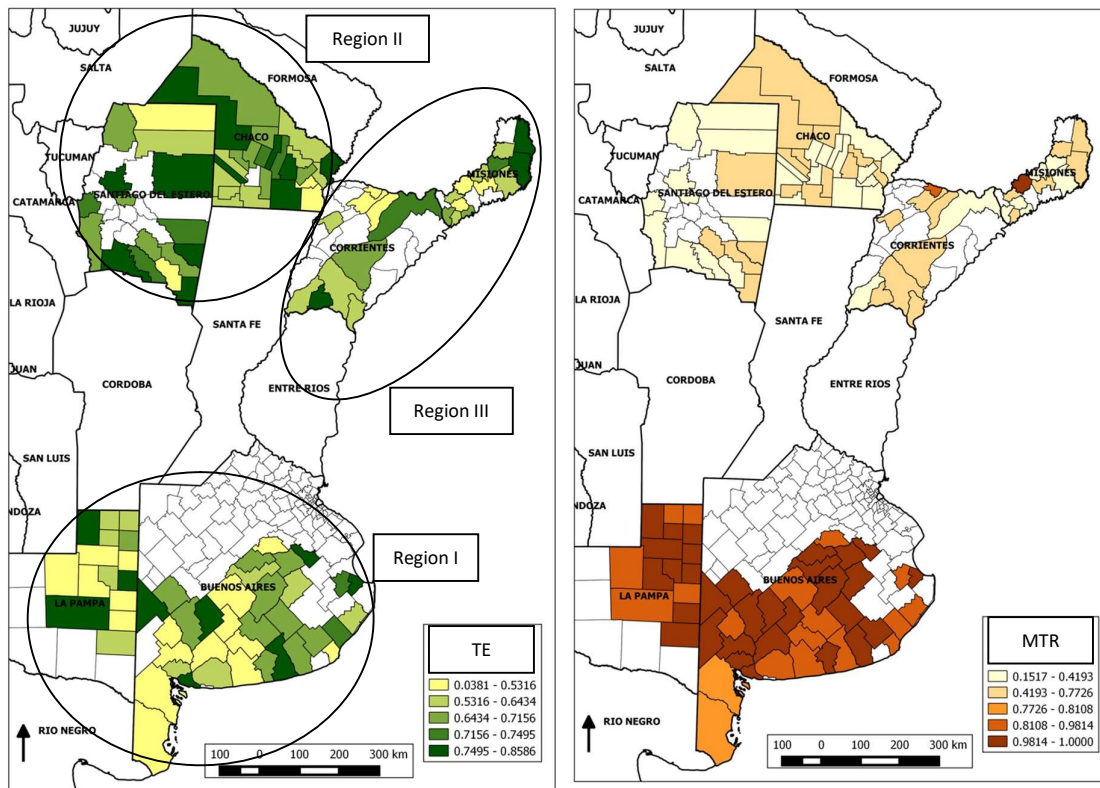 JUJUY
Region II
SALTA
FORMOSA
CHACO
TUCUMAN
MISIONES
SANTIAGO DEL ESTERO
CATAMARCA
CORRIENTES
LA RIOJA
SANTA FE
JUAN
CORDOBA
ENTRE RIOS
Region III
SAN LUIS
NDOZA
Region I
BUENOS AIRES
LA PAMPA
TE
0.0381 - 0.5316
0.5316 - 0.6434
0.6434 - 0.7156
0.7156 - 0.7495
0.7495 - 0.8586
RIO NEGRO
100 0 100 200 300 km
JUJUY
SALTA
FORMOSA
CHACO
TUCUMAN
MISIONES
SANTIAGO DEL ESTERO
CATAMARCA
CORRIENTES
LA RIOJA
SANTA FE
JUAN
CORDOBA
ENTRE RIOS
SAN LUIS
NDOZA
BUENOS AIRES
LA PAMPA
MTR
0.1517 - 0.4193
0.4193 - 0.7726
0.7726 - 0.8108
0.8108 - 0.9814
0.9814 - 1.0000
RIO NEGRO
100 0 100 200 300 km